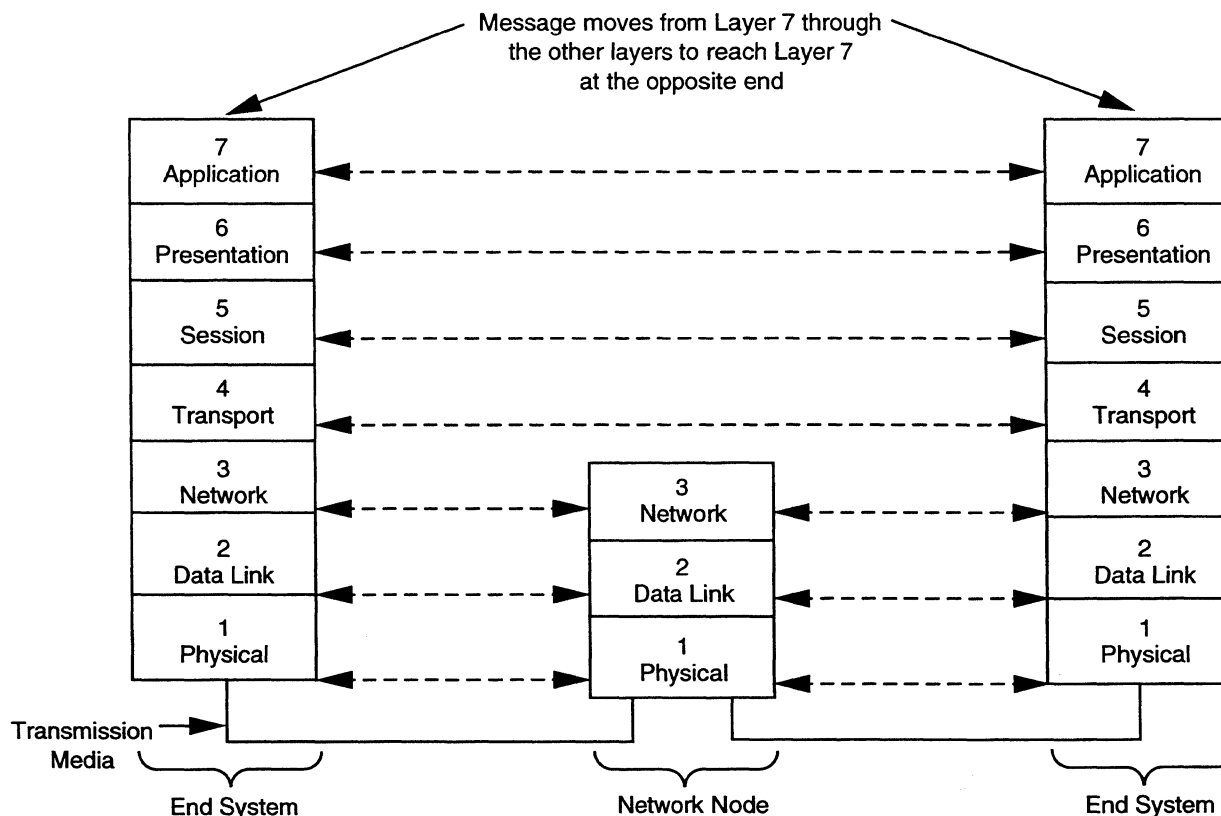 Message moves from Layer 7 through
the other layers to reach Layer 7
at the opposite end
7
Application
6
Presentation
5
Session
4
Transport
3
Network
2
Data Link
1
Physical
3
Network
2
Data Link
1
Physical
7
Application
6
Presentation
5
Session
4
Transport
3
Network
2
Data Link
1
Physical
Transmission
Media
End System
Network Node
End System